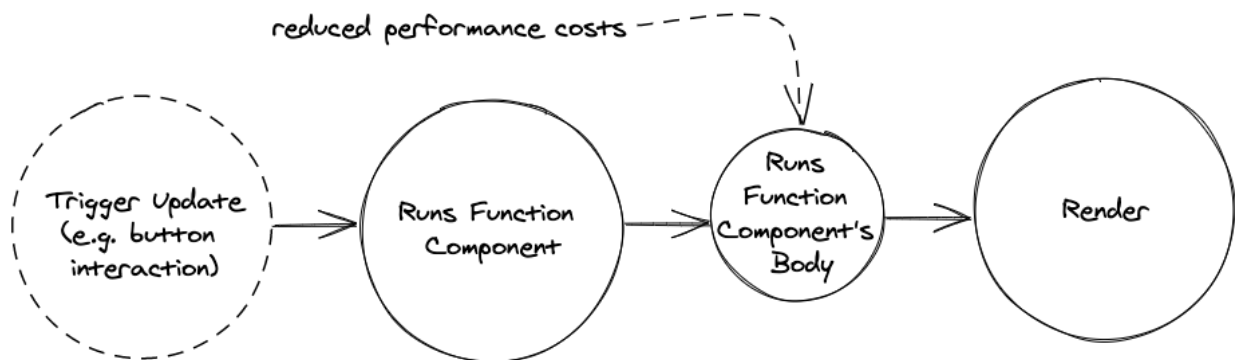 reduced performance costs
Trigger Update
(e.g. button
interaction)
Runs Function
Component
Runs
Function
Component's
Body
Render